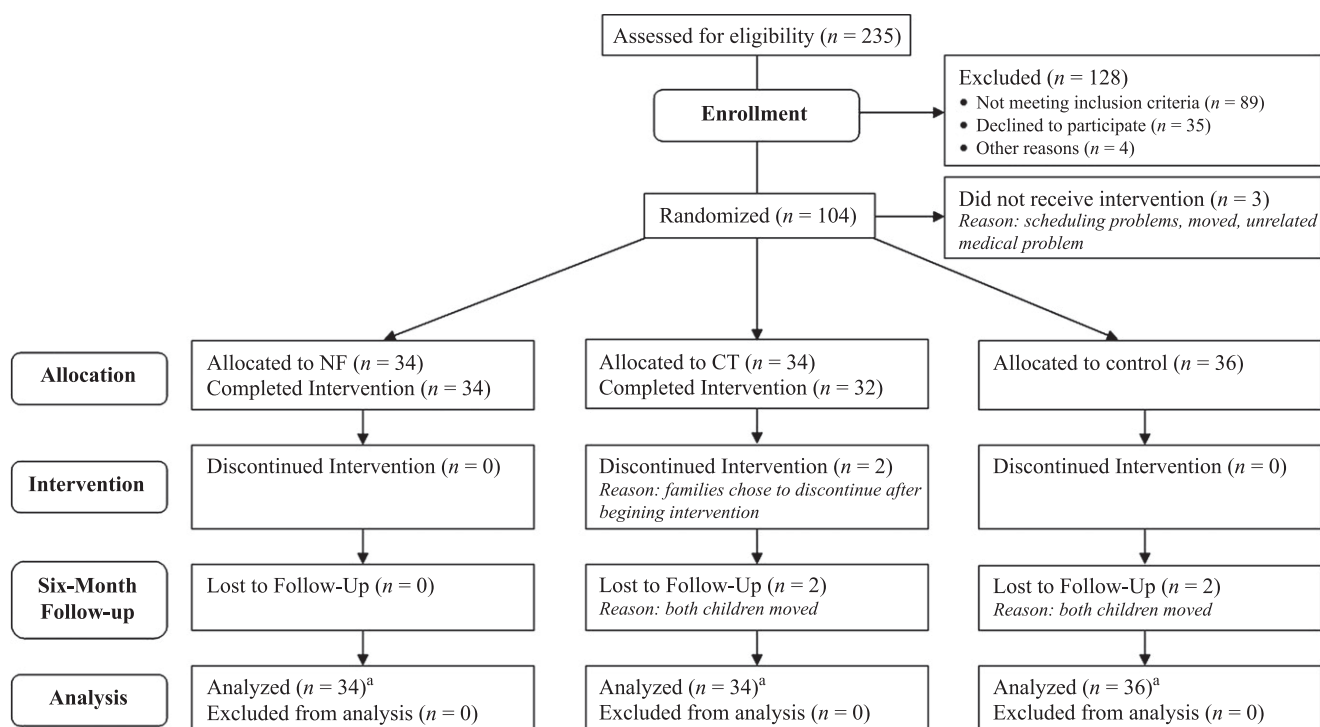 Assessed for eligibility (n = 235)
Enrollment
Excluded (n = 128)
• Not meeting inclusion criteria (n = 89)
• Declined to participate (n = 35)
• Other reasons (n = 4)
Randomized (n = 104)
Did not receive intervention (n = 3)
Reason: scheduling problems, moved, unrelated
medical problem
Allocation
Allocated to NF (n = 34)
Completed Intervention (n = 34)
Allocated to CT (n = 34)
Completed Intervention (n = 32)
Allocated to control (n = 36)
Intervention
Discontinued Intervention (n = 0)
Discontinued Intervention (n = 2)
Reason: families chose to discontinue after
begining intervention
Discontinued Intervention (n = 0)
Six-Month
Follow-up
Lost to Follow-Up (n = 0)
Lost to Follow-Up (n = 2)
Reason: both children moved
Lost to Follow-Up (n = 2)
Reason: both children moved
Analysis
Analyzed (n = 34)ᵃ
Excluded from analysis (n = 0)
Analyzed (n = 34)ᵃ
Excluded from analysis (n = 0)
Analyzed (n = 36)ᵃ
Excluded from analysis (n = 0)